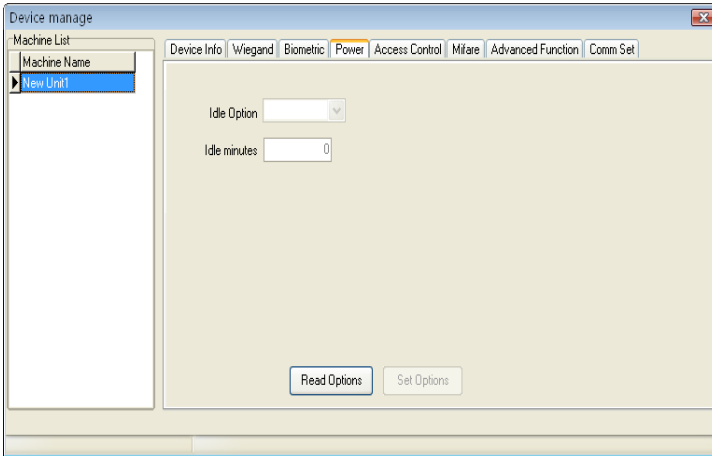 Device manage
Machine List
Machine Name
New Unit1
Device Info Wiegand Biometric Power Access Control Mifare Advanced Function Comm Set
Idle Option
Idle minutes 0
Read Options Set Options